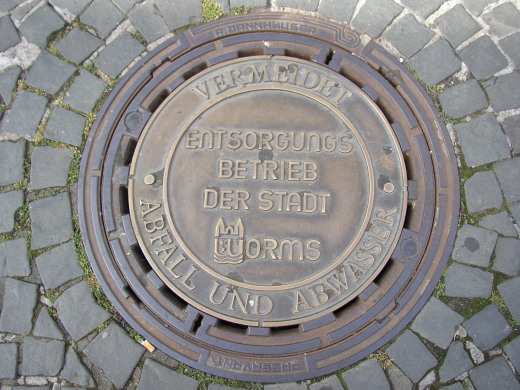 VERMEIDET
ENTSORGUNGS
BETRIEB
DER STADT
WORMS
ABFALL UND ABWASSER